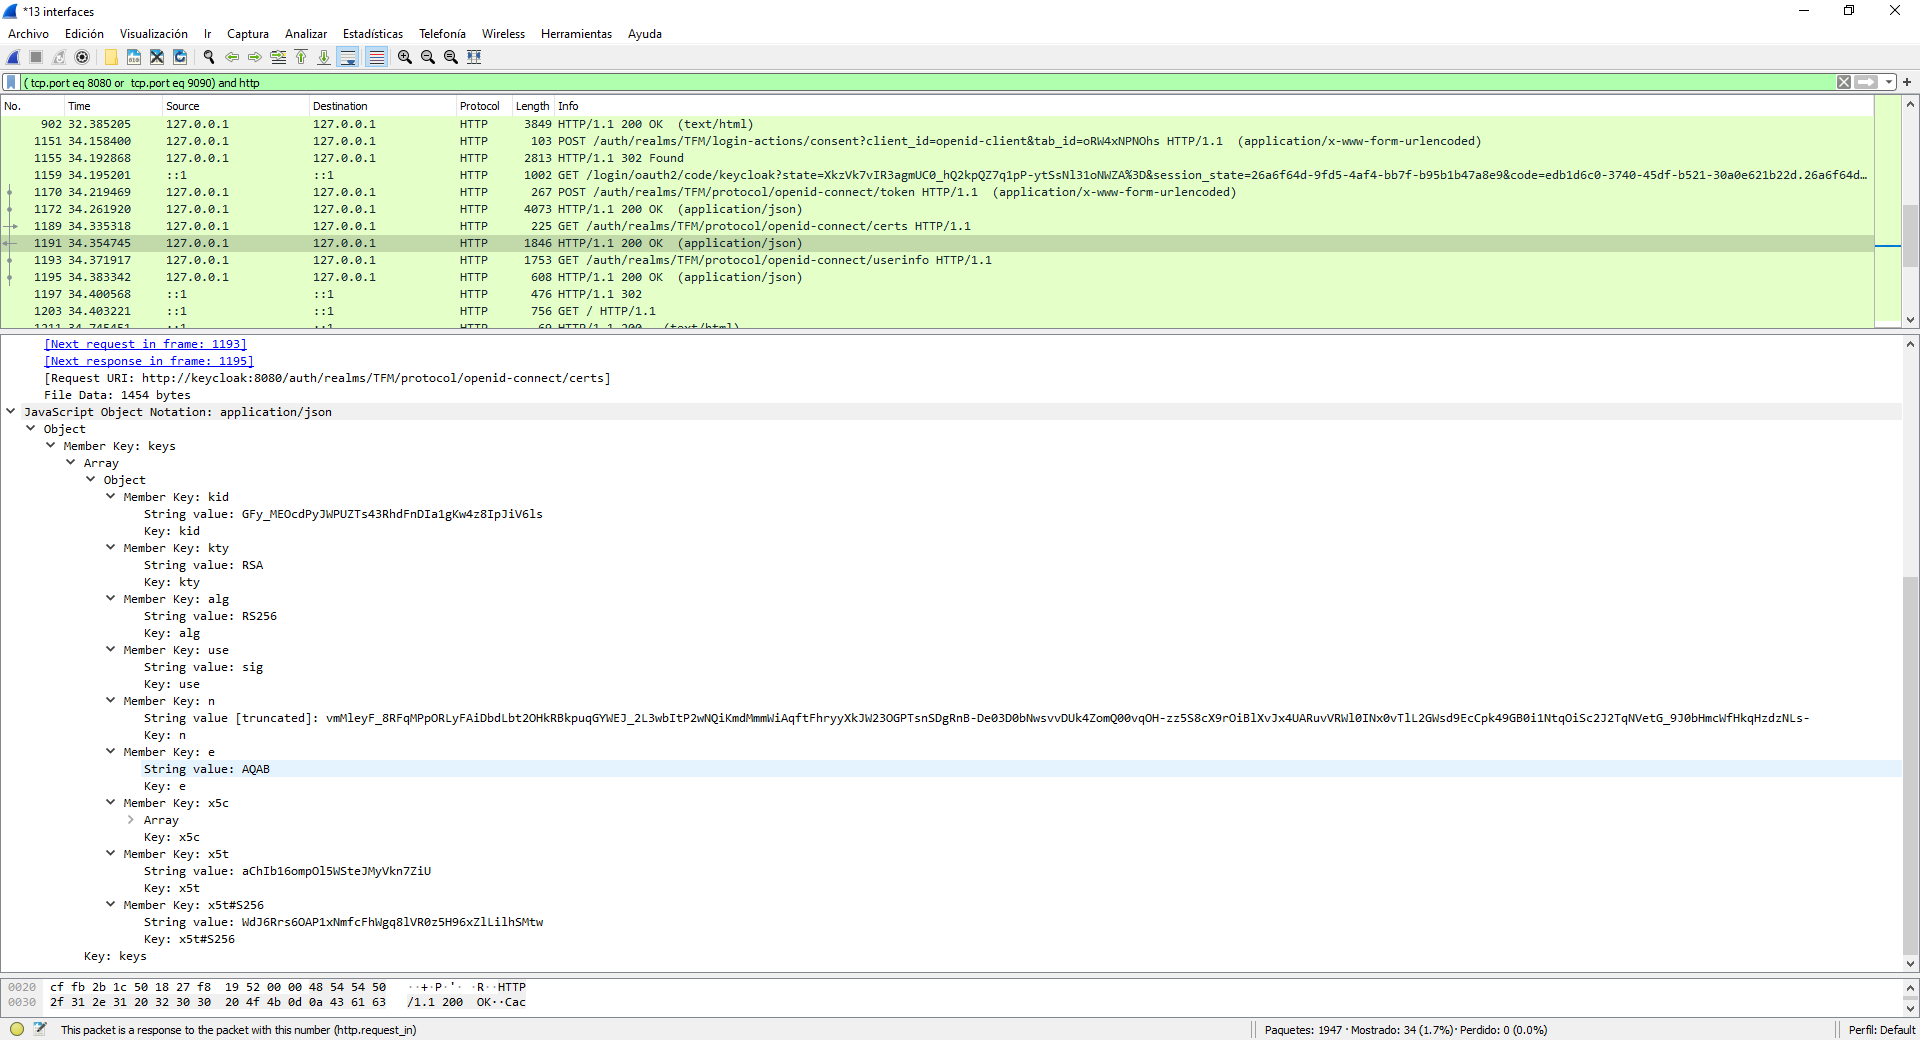 *13 interfaces
Archivo Edición Visualización Ir Captura Analizar Estadísticas Telefonía Wireless Herramientas Ayuda
( tcp.port eq 8080 or  tcp.port eq 9090) and http
No. Time Source Destination Protocol Length Info
902 32.385205 127.0.0.1 127.0.0.1 HTTP 3849 HTTP/1.1 200 OK  (text/html)
1151 34.158400 127.0.0.1 127.0.0.1 HTTP 103 POST /auth/realms/TFM/login-actions/consent?client_id=openid-client&tab_id=oRW4xNPNOhs HTTP/1.1  (application/x-www-form-urlencoded)
1155 34.192868 127.0.0.1 127.0.0.1 HTTP 2813 HTTP/1.1 302 Found
1159 34.195201 ::1 ::1 HTTP 1002 GET /login/oauth2/code/keycloak?state=XkzVk7vIR3agmUC0_hQ2kpQZ7q1pP-ytSsNl31oNWZA%3D&session_state=26a6f64d-9fd5-4af4-bb7f-b95b1b47a8e9&code=edb1d6c0-3740-45df-b521-30a0e621b22d.26a6f64d…
1170 34.219469 127.0.0.1 127.0.0.1 HTTP 267 POST /auth/realms/TFM/protocol/openid-connect/token HTTP/1.1  (application/x-www-form-urlencoded)
1172 34.261920 127.0.0.1 127.0.0.1 HTTP 4073 HTTP/1.1 200 OK  (application/json)
1189 34.335318 127.0.0.1 127.0.0.1 HTTP 225 GET /auth/realms/TFM/protocol/openid-connect/certs HTTP/1.1
1191 34.354745 127.0.0.1 127.0.0.1 HTTP 1846 HTTP/1.1 200 OK  (application/json)
1193 34.371917 127.0.0.1 127.0.0.1 HTTP 1753 GET /auth/realms/TFM/protocol/openid-connect/userinfo HTTP/1.1
1195 34.383342 127.0.0.1 127.0.0.1 HTTP 608 HTTP/1.1 200 OK  (application/json)
1197 34.400568 ::1 ::1 HTTP 476 HTTP/1.1 302
1203 34.403221 ::1 ::1 HTTP 756 GET / HTTP/1.1
1211 34.745451 ::1 ::1 HTTP 69 HTTP/1.1 200  (text/html)
[Next request in frame: 1193]
[Next response in frame: 1195]
[Request URI: http://keycloak:8080/auth/realms/TFM/protocol/openid-connect/certs]
File Data: 1454 bytes
JavaScript Object Notation: application/json
Object
Member Key: keys
Array
Object
Member Key: kid
String value: GFy_MEOcdPyJWPUZTs43RhdFnDIa1gKw4z8IpJiV6ls
Key: kid
Member Key: kty
String value: RSA
Key: kty
Member Key: alg
String value: RS256
Key: alg
Member Key: use
String value: sig
Key: use
Member Key: n
String value [truncated]: vmMleyF_8RFqMPpORLyFAiDbdLbt2OHkRBkpuqGYWEJ_2L3wbItP2wNQiKmdMmmWiAqftFhryyXkJW23OGPTsnSDgRnB-De03D0bNwsvvDUk4ZomQ00vqOH-zz5S8cX9rOiBlXvJx4UARuvVRWl0INx0vTlL2GWsd9EcCpk49GB0i1NtqOiSc2J2TqNVetG_9J0bHmcWfHkqHzdzNLs-
Key: n
Member Key: e
String value: AQAB
Key: e
Member Key: x5c
Array
Key: x5c
Member Key: x5t
String value: aChIb16ompOl5WSteJMyVkn7ZiU
Key: x5t
Member Key: x5t#S256
String value: WdJ6Rrs6OAP1xNmfcFhWgq8lVR0z5H96xZlLilhSMtw
Key: x5t#S256
Key: keys
0020 cf fb 2b 1c 50 18 27 f8  19 52 00 00 48 54 54 50 ··+·P·'· ·R··HTTP
0030 2f 31 2e 31 20 32 30 30  20 4f 4b 0d 0a 43 61 63 /1.1 200  OK··Cac
This packet is a response to the packet with this number (http.request_in) Paquetes: 1947 · Mostrado: 34 (1.7%)· Perdido: 0 (0.0%) Perfil: Default